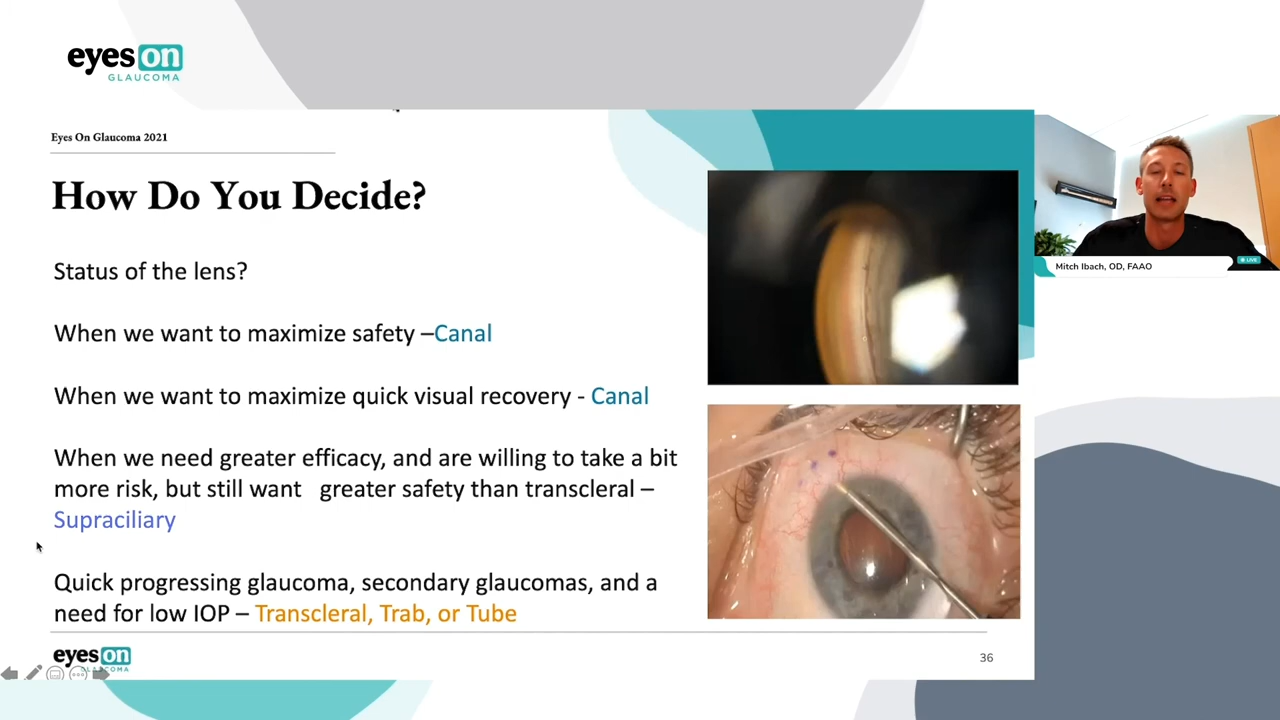 eyes on
GLAUCOMA
Eyes On Glaucoma 2021
How Do You Decide?
Status of the lens?
When we want to maximize safety –Canal
When we want to maximize quick visual recovery - Canal
When we need greater efficacy, and are willing to take a bit
more risk, but still want greater safety than transcleral –
Supraciliary
Quick progressing glaucoma, secondary glaucomas, and a
need for low IOP – Transcleral, Trab, or Tube
eyes on
GLAUCOMA
36
Mitch Ibach, OD, FAAO
LIVE